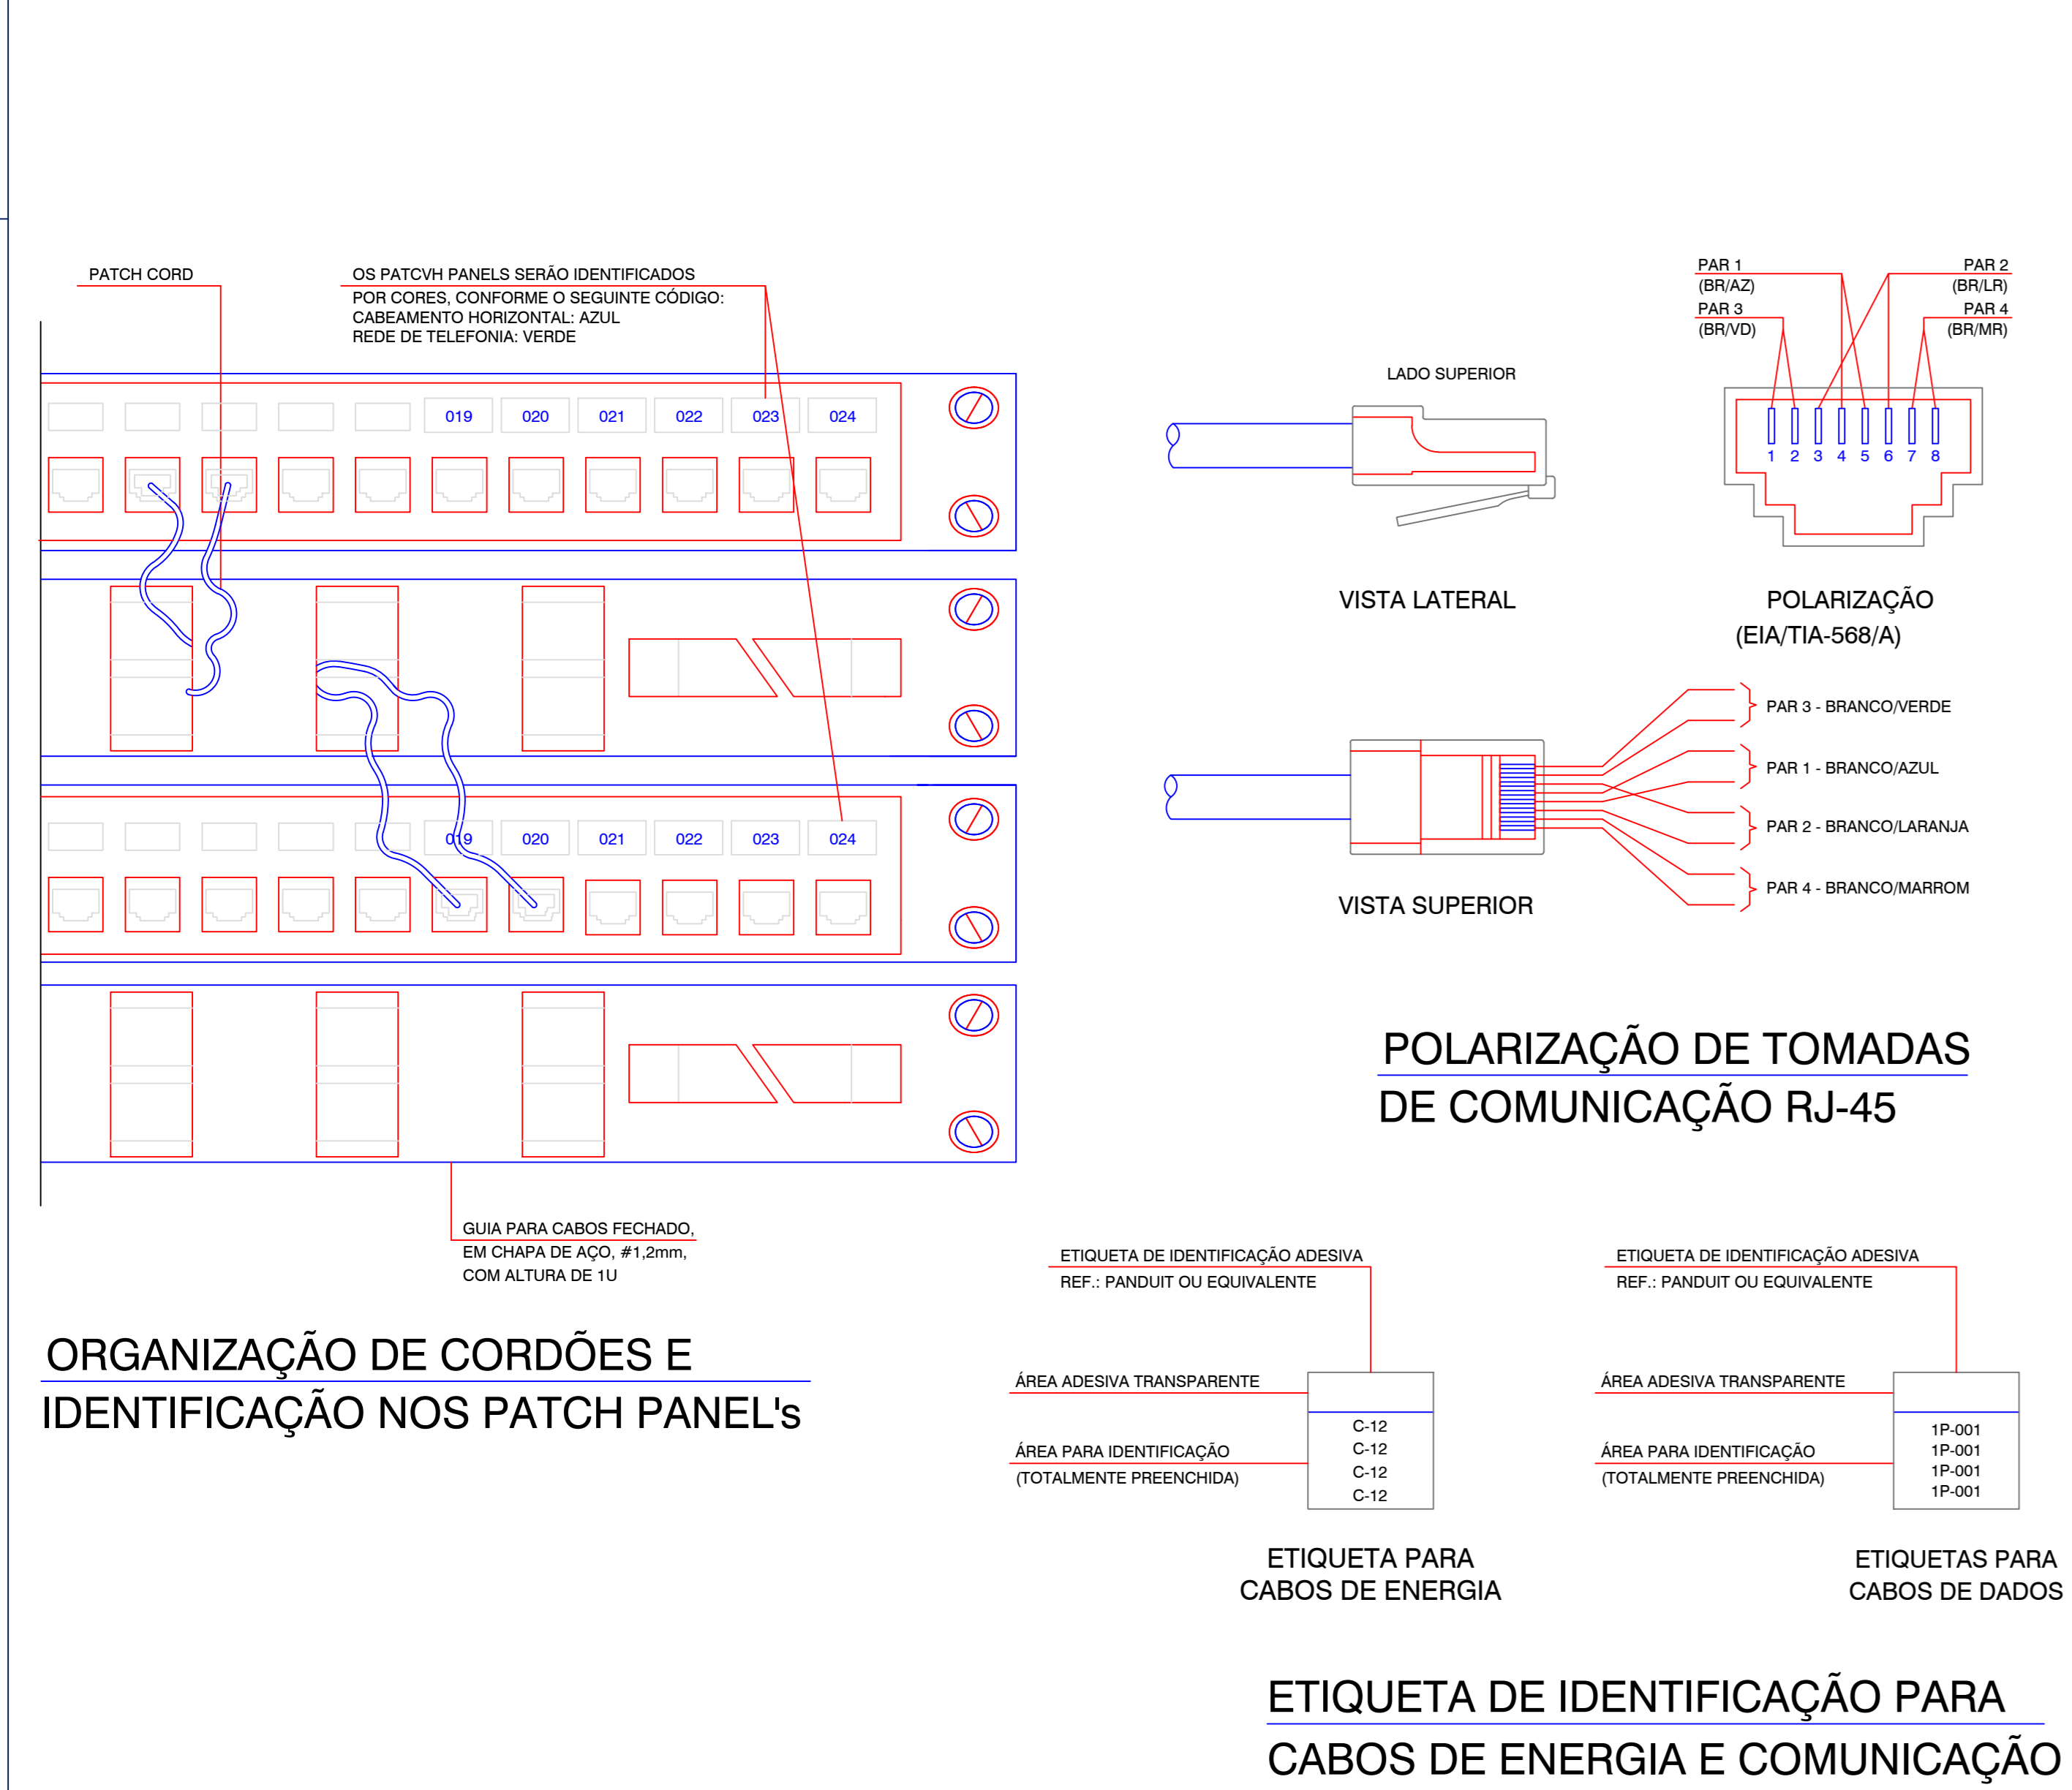 PATCH CORD
OS PATCVH PANELS SERÃO IDENTIFICADOS
POR CORES, CONFORME O SEGUINTE CÓDIGO:
CABEAMENTO HORIZONTAL: AZUL
REDE DE TELEFONIA: VERDE
019 020 021 022 023 024
019 020 021 022 023 024
GUIA PARA CABOS FECHADO,
EM CHAPA DE AÇO, #1,2mm,
COM ALTURA DE 1U
ORGANIZAÇÃO DE CORDÕES E
IDENTIFICAÇÃO NOS PATCH PANEL's
LADO SUPERIOR
VISTA LATERAL
PAR 1
(BR/AZ)
PAR 3
(BR/VD)
PAR 2
(BR/LR)
PAR 4
(BR/MR)
1 2 3 4 5 6 7 8
POLARIZAÇÃO
(EIA/TIA-568/A)
PAR 3 - BRANCO/VERDE
PAR 1 - BRANCO/AZUL
PAR 2 - BRANCO/LARANJA
PAR 4 - BRANCO/MARROM
VISTA SUPERIOR
POLARIZAÇÃO DE TOMADAS
DE COMUNICAÇÃO RJ-45
ETIQUETA DE IDENTIFICAÇÃO ADESIVA
REF.: PANDUIT OU EQUIVALENTE
ÁREA ADESIVA TRANSPARENTE
ÁREA PARA IDENTIFICAÇÃO
(TOTALMENTE PREENCHIDA)
C-12
C-12
C-12
C-12
ETIQUETA PARA
CABOS DE ENERGIA
ETIQUETA DE IDENTIFICAÇÃO ADESIVA
REF.: PANDUIT OU EQUIVALENTE
ÁREA ADESIVA TRANSPARENTE
ÁREA PARA IDENTIFICAÇÃO
(TOTALMENTE PREENCHIDA)
1P-001
1P-001
1P-001
1P-001
ETIQUETAS PARA
CABOS DE DADOS
ETIQUETA DE IDENTIFICAÇÃO PARA
CABOS DE ENERGIA E COMUNICAÇÃO